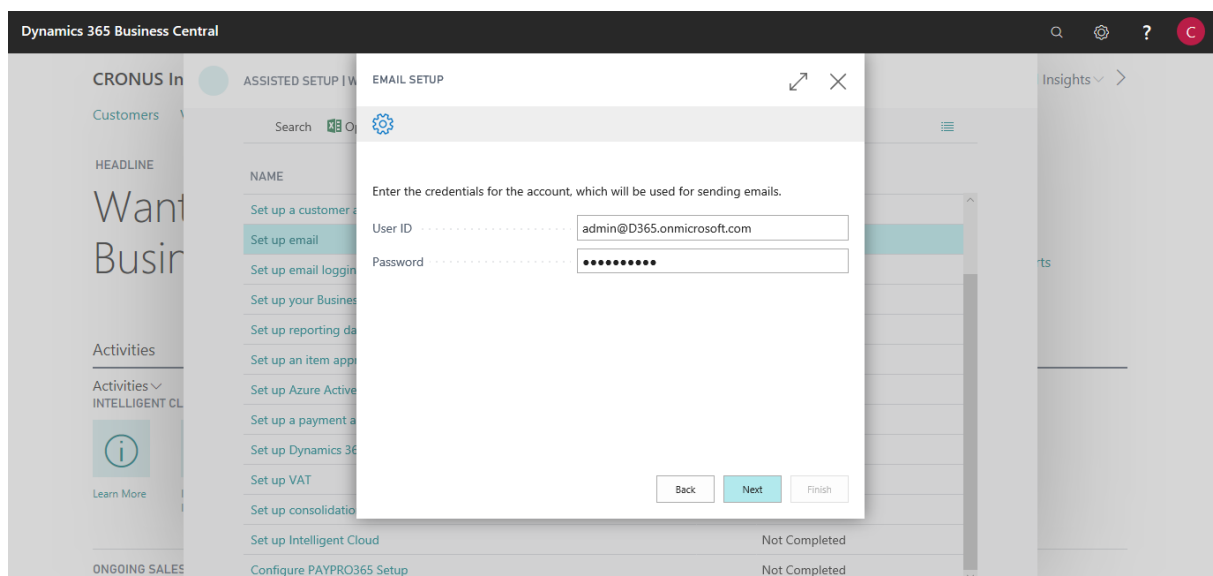 Dynamics 365 Business Central
?
C
CRONUS In
Insights
Customers
HEADLINE
Want
Busin
rts
Activities
Activities
INTELLIGENT CL
Learn More
ONGOING SALES
ASSISTED SETUP | W
Search
NAME
Set up a customer a
Set up email
Set up email loggin
Set up your Busines
Set up reporting da
Set up an item appr
Set up Azure Active
Set up a payment a
Set up Dynamics 36
Set up VAT
Set up consolidatio
Set up Intelligent Cloud Not Completed
Configure PAYPRO365 Setup Not Completed
EMAIL SETUP
Enter the credentials for the account, which will be used for sending emails.
User ID admin@D365.onmicrosoft.com
Password ●●●●●●●●●●
Back Next Finish